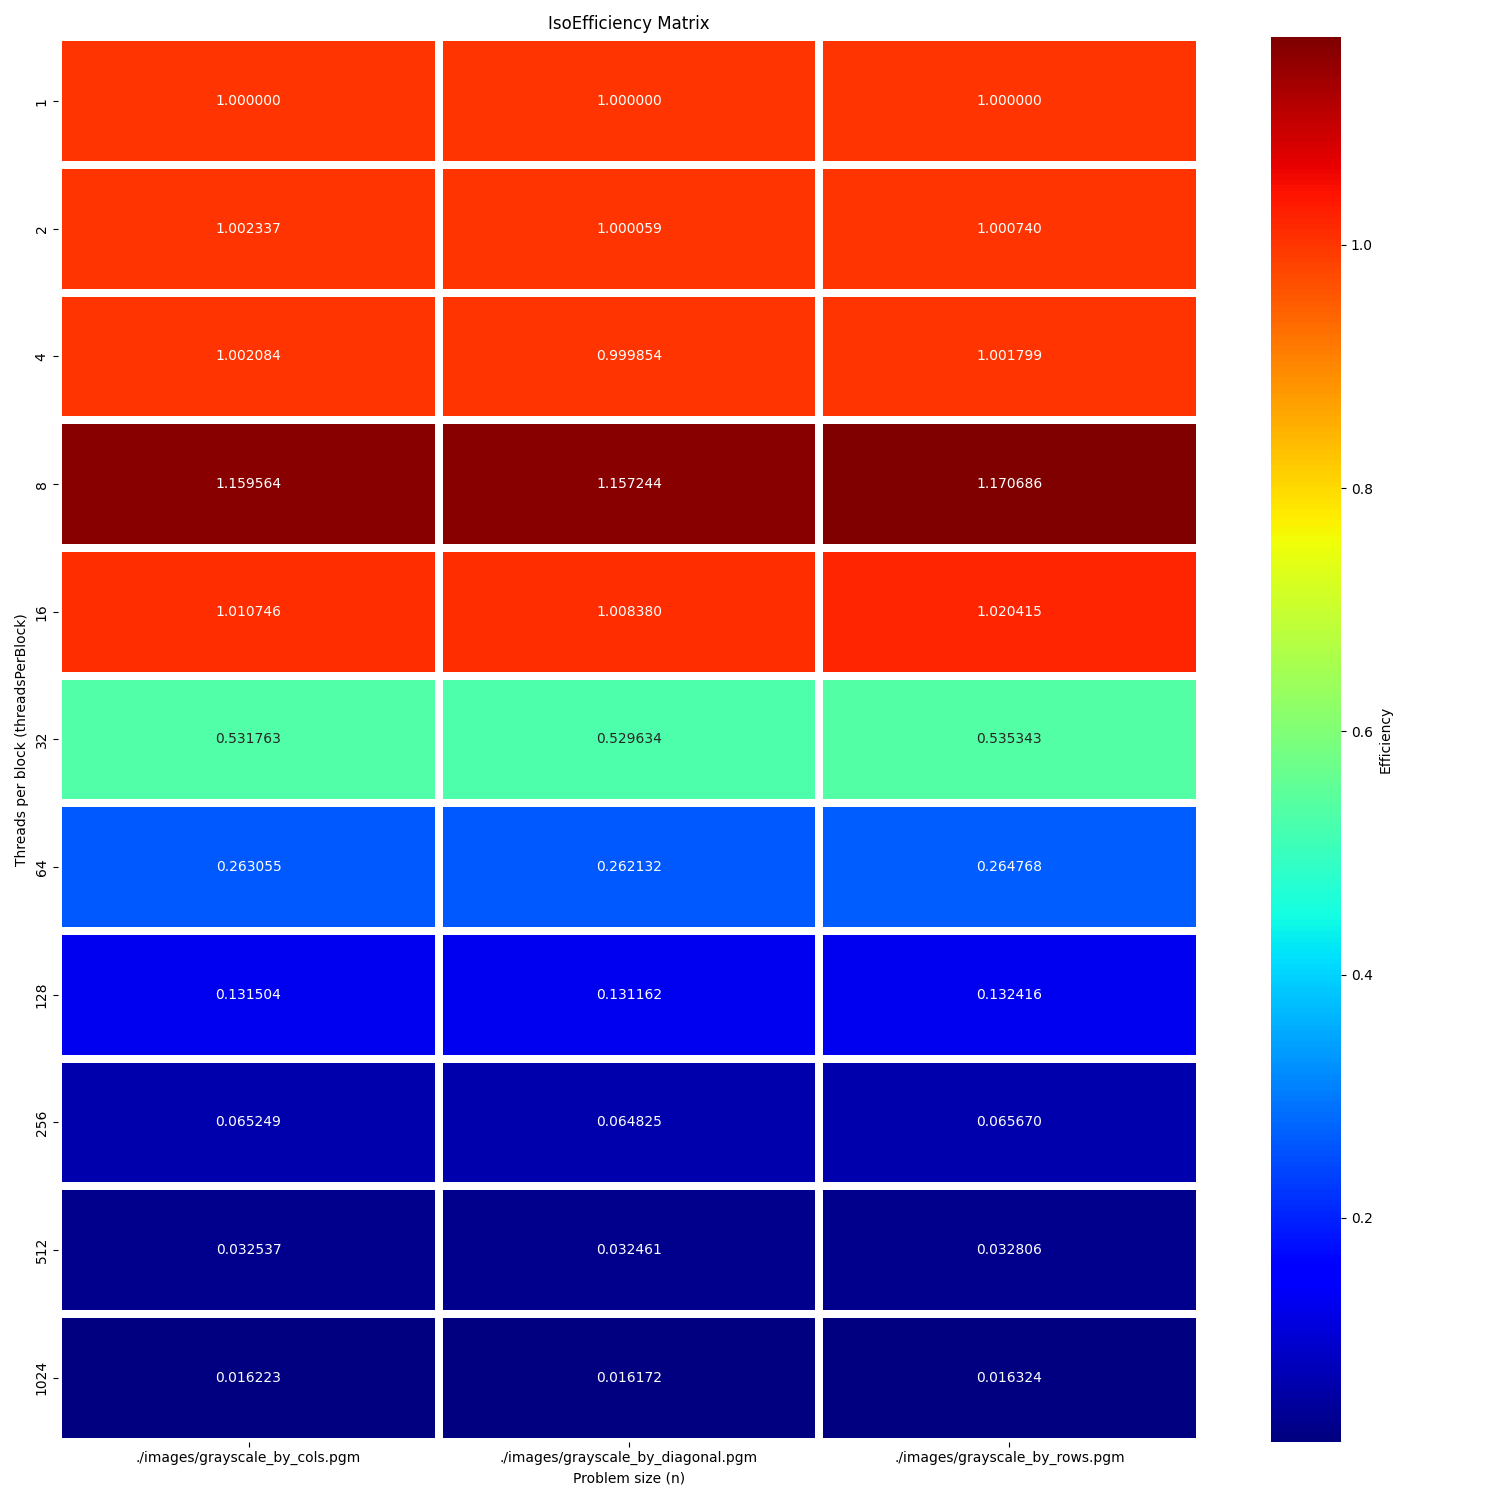 IsoEfficiency Matrix
1 1.000000 1.000000 1.000000
2 1.002337 1.000059 1.000740
4 1.002084 0.999854 1.001799
8 1.159564 1.157244 1.170686
16 1.010746 1.008380 1.020415
32 0.531763 0.529634 0.535343
64 0.263055 0.262132 0.264768
128 0.131504 0.131162 0.132416
256 0.065249 0.064825 0.065670
512 0.032537 0.032461 0.032806
1024 0.016223 0.016172 0.016324
Threads per block (threadsPerBlock)
./images/grayscale_by_cols.pgm ./images/grayscale_by_diagonal.pgm ./images/grayscale_by_rows.pgm
Problem size (n)
1.0
0.8
0.6
0.4
0.2
Efficiency